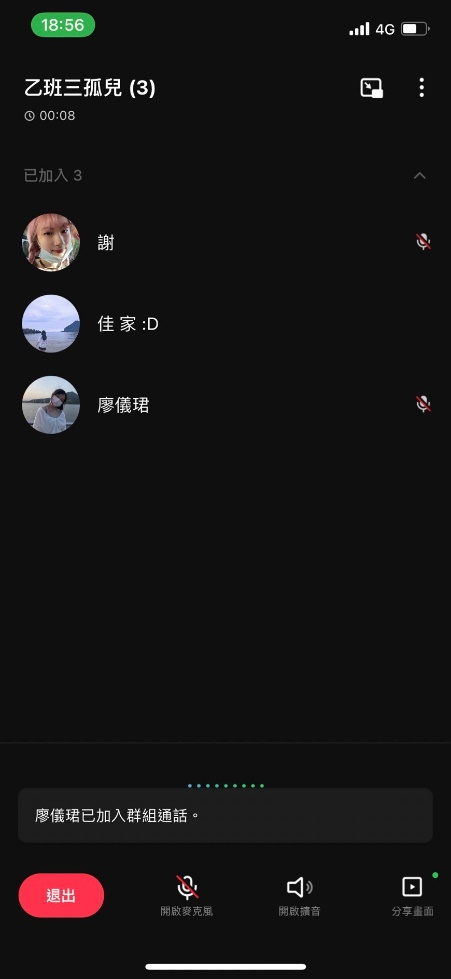 18:56
4G
乙班三孤兒 (3)
00:08
已加入 3
謝
佳 家 :D
廖儀珺
廖儀珺已加入群組通話。
退出
開啟麥克風
開啟擴音
分享畫面